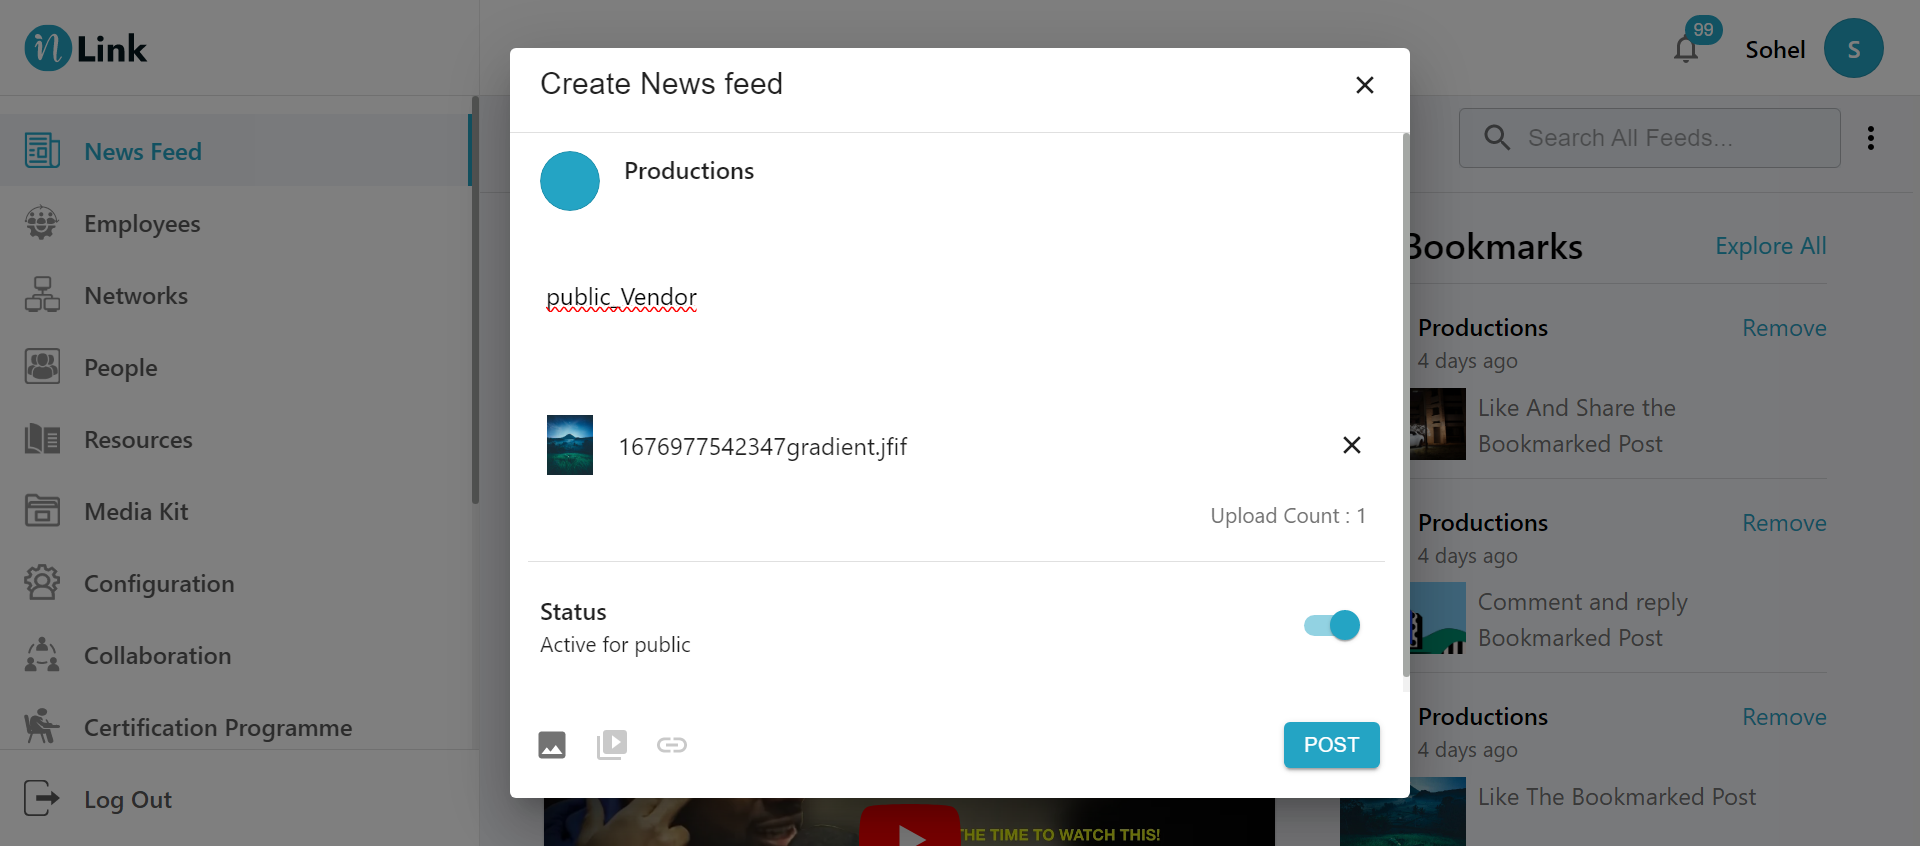 n Link
99
Sohel
S
News Feed
Employees
Networks
People
Resources
Media Kit
Configuration
Collaboration
Certification Programme
Log Out
Create News feed
Productions
public_Vendor
1676977542347gradient.jfif
Upload Count : 1
Status
Active for public
POST
Search All Feeds...
Bookmarks
Explore All
Productions
Remove
4 days ago
Like And Share the
Bookmarked Post
Productions
Remove
4 days ago
Comment and reply
Bookmarked Post
Productions
Remove
4 days ago
Like The Bookmarked Post
THE TIME TO WATCH THIS!